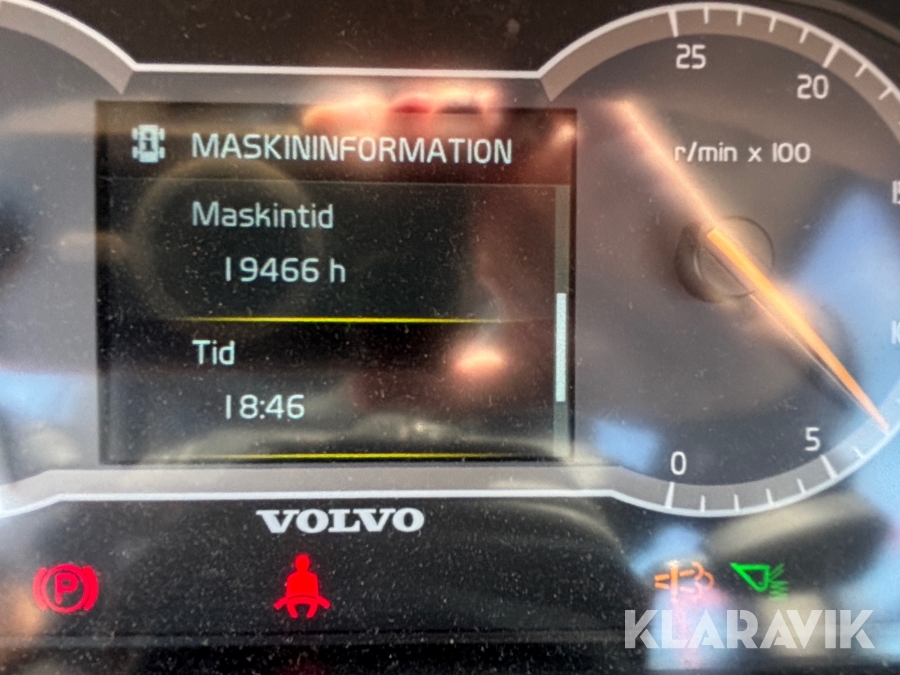 MASKININFORMATION
Maskintid
19466 h
Tid
18:46
25
20
r/min x 100
5
0
VOLVO
P
KLARAVIK